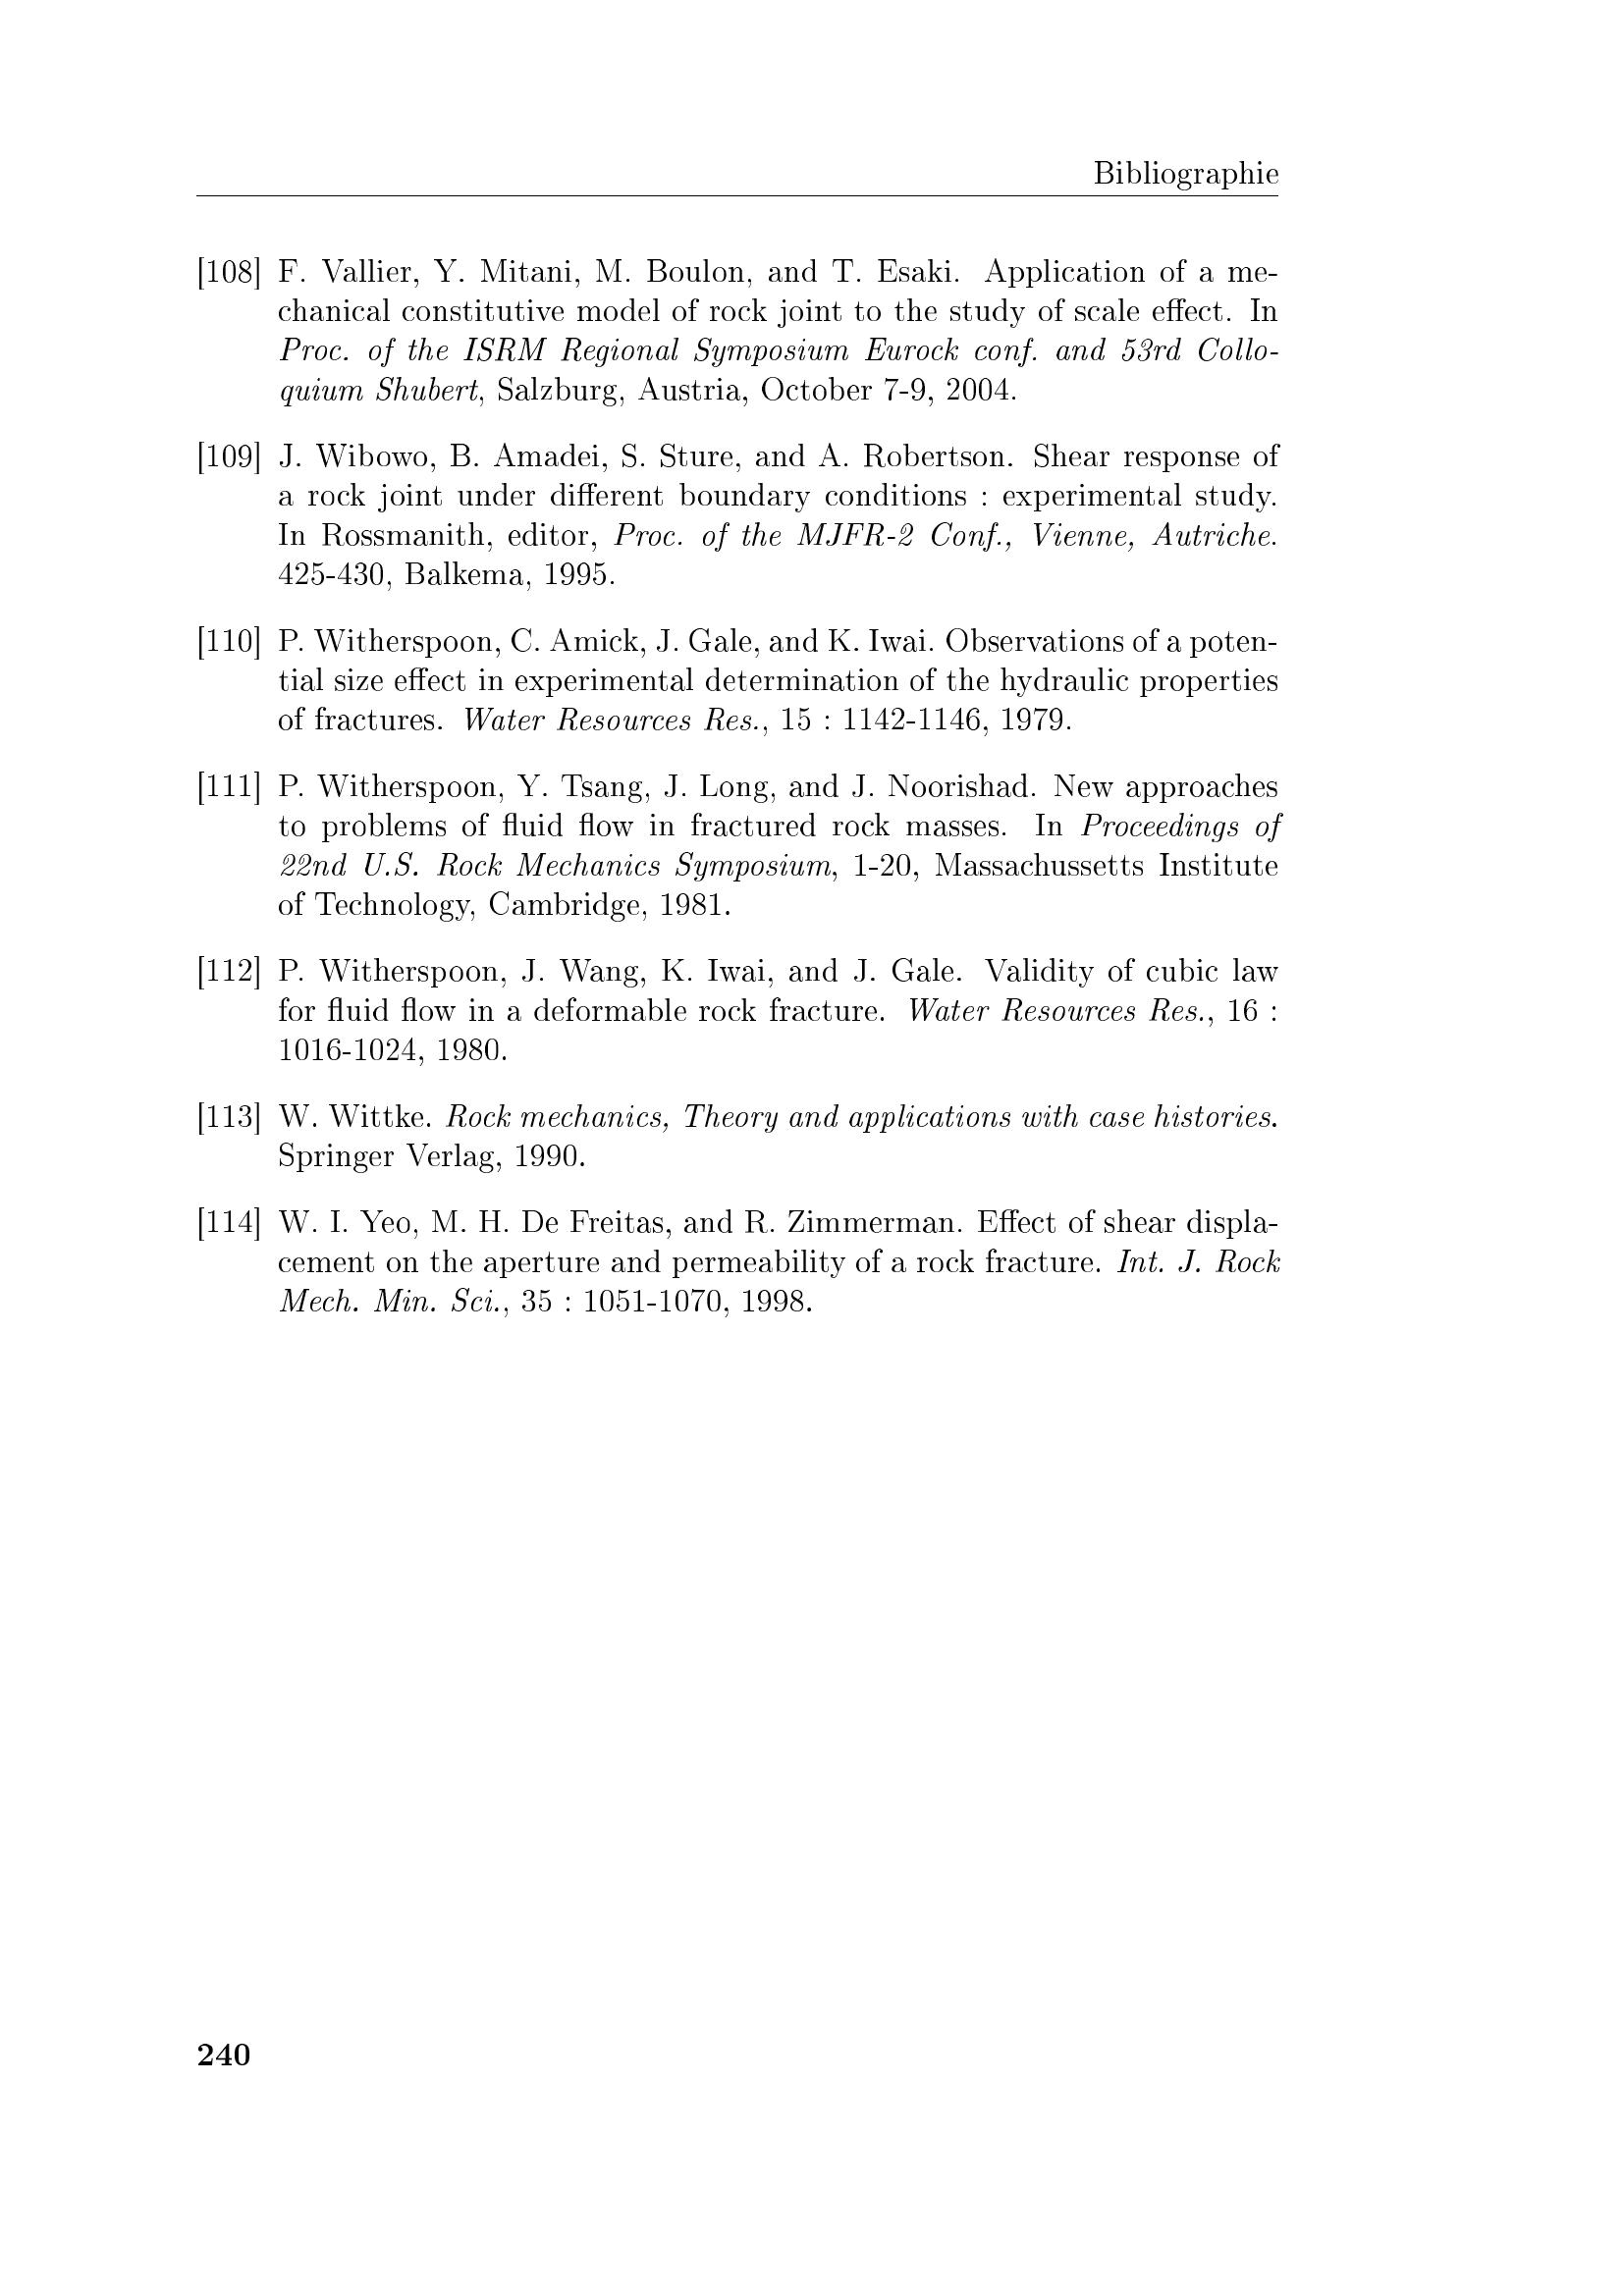 Bibliographie
[108] F. Vallier, Y. Mitani, M. Boulon, and T. Esaki. Application of a me-
chanical constitutive model of rock joint to the study of scale effect. In
Proc. of the ISRM Regional Symposium Eurock conf. and 53rd Collo-
quium Shubert, Salzburg, Austria, October 7-9, 2004.
[109] J. Wibowo, B. Amadei, S. Sture, and A. Robertson. Shear response of
a rock joint under different boundary conditions : experimental study.
In Rossmanith, editor, Proc. of the MJFR-2 Conf., Vienne, Autriche.
425-430, Balkema, 1995.
[110] P. Witherspoon, C. Amick, J. Gale, and K. Iwai. Observations of a poten-
tial size effect in experimental determination of the hydraulic properties
of fractures. Water Resources Res., 15 : 1142-1146, 1979.
[111] P. Witherspoon, Y. Tsang, J. Long, and J. Noorishad. New approaches
to problems of fluid flow in fractured rock masses. In Proceedings of
22nd U.S. Rock Mechanics Symposium, 1-20, Massachussetts Institute
of Technology, Cambridge, 1981.
[112] P. Witherspoon, J. Wang, K. Iwai, and J. Gale. Validity of cubic law
for fluid flow in a deformable rock fracture. Water Resources Res., 16 :
1016-1024, 1980.
[113] W. Wittke. Rock mechanics, Theory and applications with case histories.
Springer Verlag, 1990.
[114] W. I. Yeo, M. H. De Freitas, and R. Zimmerman. Effect of shear displa-
cement on the aperture and permeability of a rock fracture. Int. J. Rock
Mech. Min. Sci., 35 : 1051-1070, 1998.
240